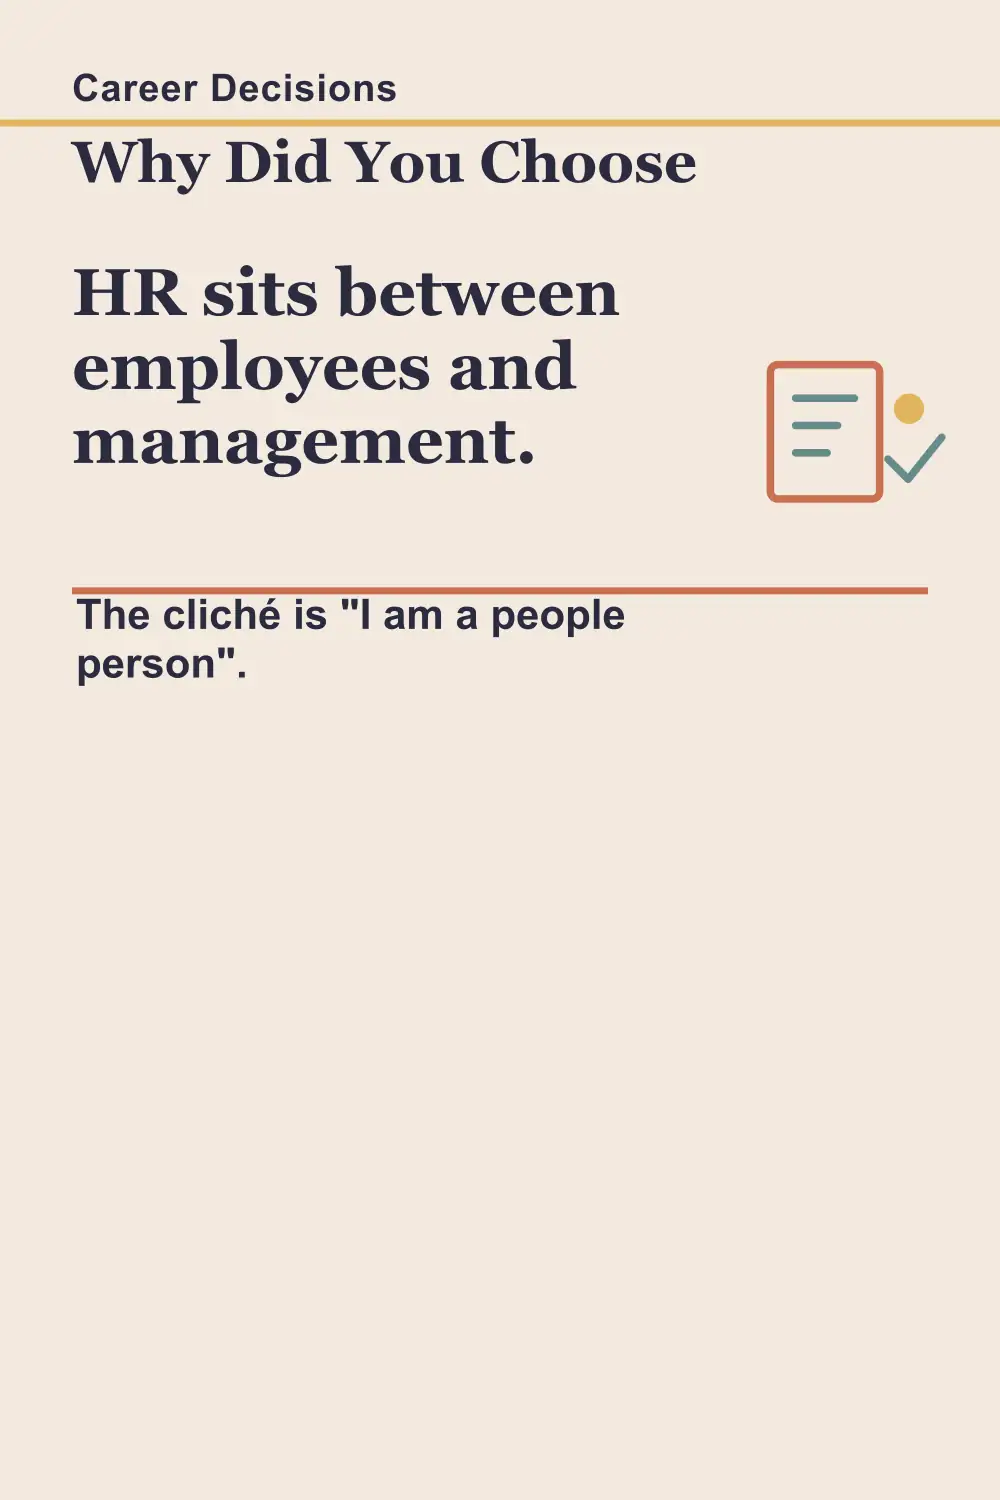 Career Decisions
Why Did You Choose
HR sits between
employees and
management.
The cliché is "I am a people
person".